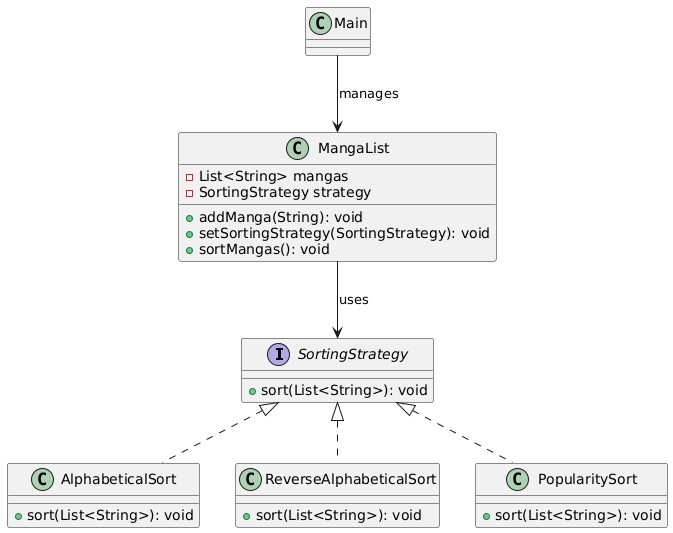 C Main
manages
C MangaList
List<String> mangas
SortingStrategy strategy
addManga(String): void
setSortingStrategy(SortingStrategy): void
sortMangas(): void
uses
I SortingStrategy
sort(List<String>): void
C AlphabeticalSort
sort(List<String>): void
C ReverseAlphabeticalSort
sort(List<String>): void
C PopularitySort
sort(List<String>): void